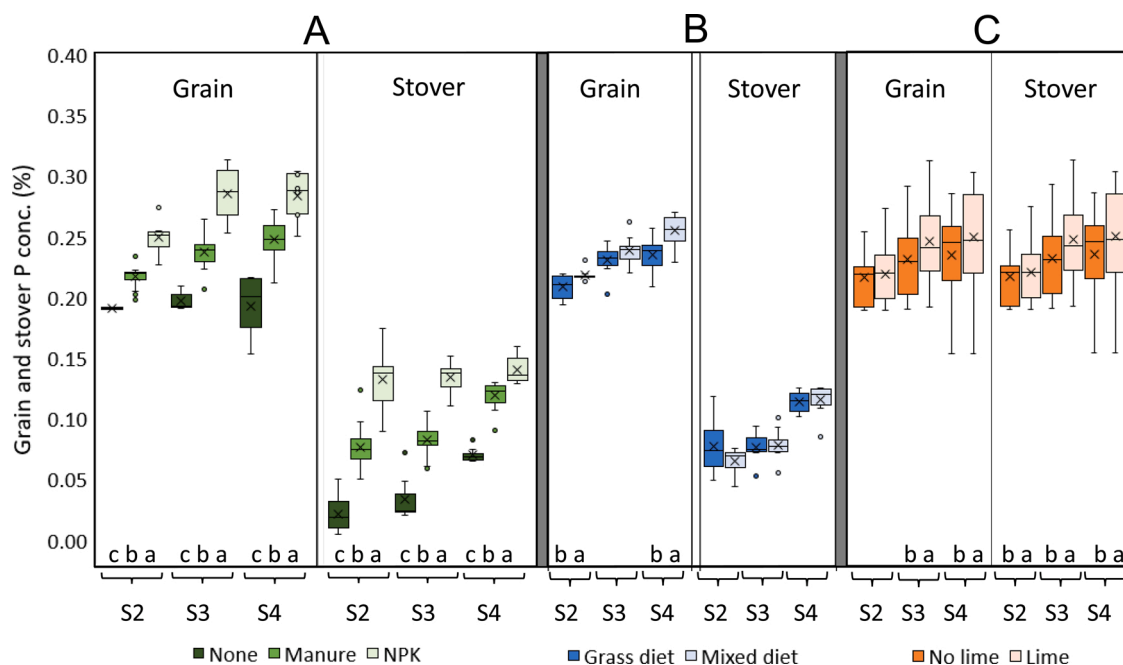 A B C
Grain Stover Grain Stover Grain Stover
Grain and stover P conc. (%)
0.40
0.35
0.30
0.25
0.20
0.15
0.10
0.05
0.00
c b a c b a c b a c b a c b a c b a b a b a b a b a b a b a b a
S2 S3 S4 S2 S3 S4 S2 S3 S4 S2 S3 S4 S2 S3 S4 S2 S3 S4
None Manure NPK Grass diet Mixed diet No lime Lime